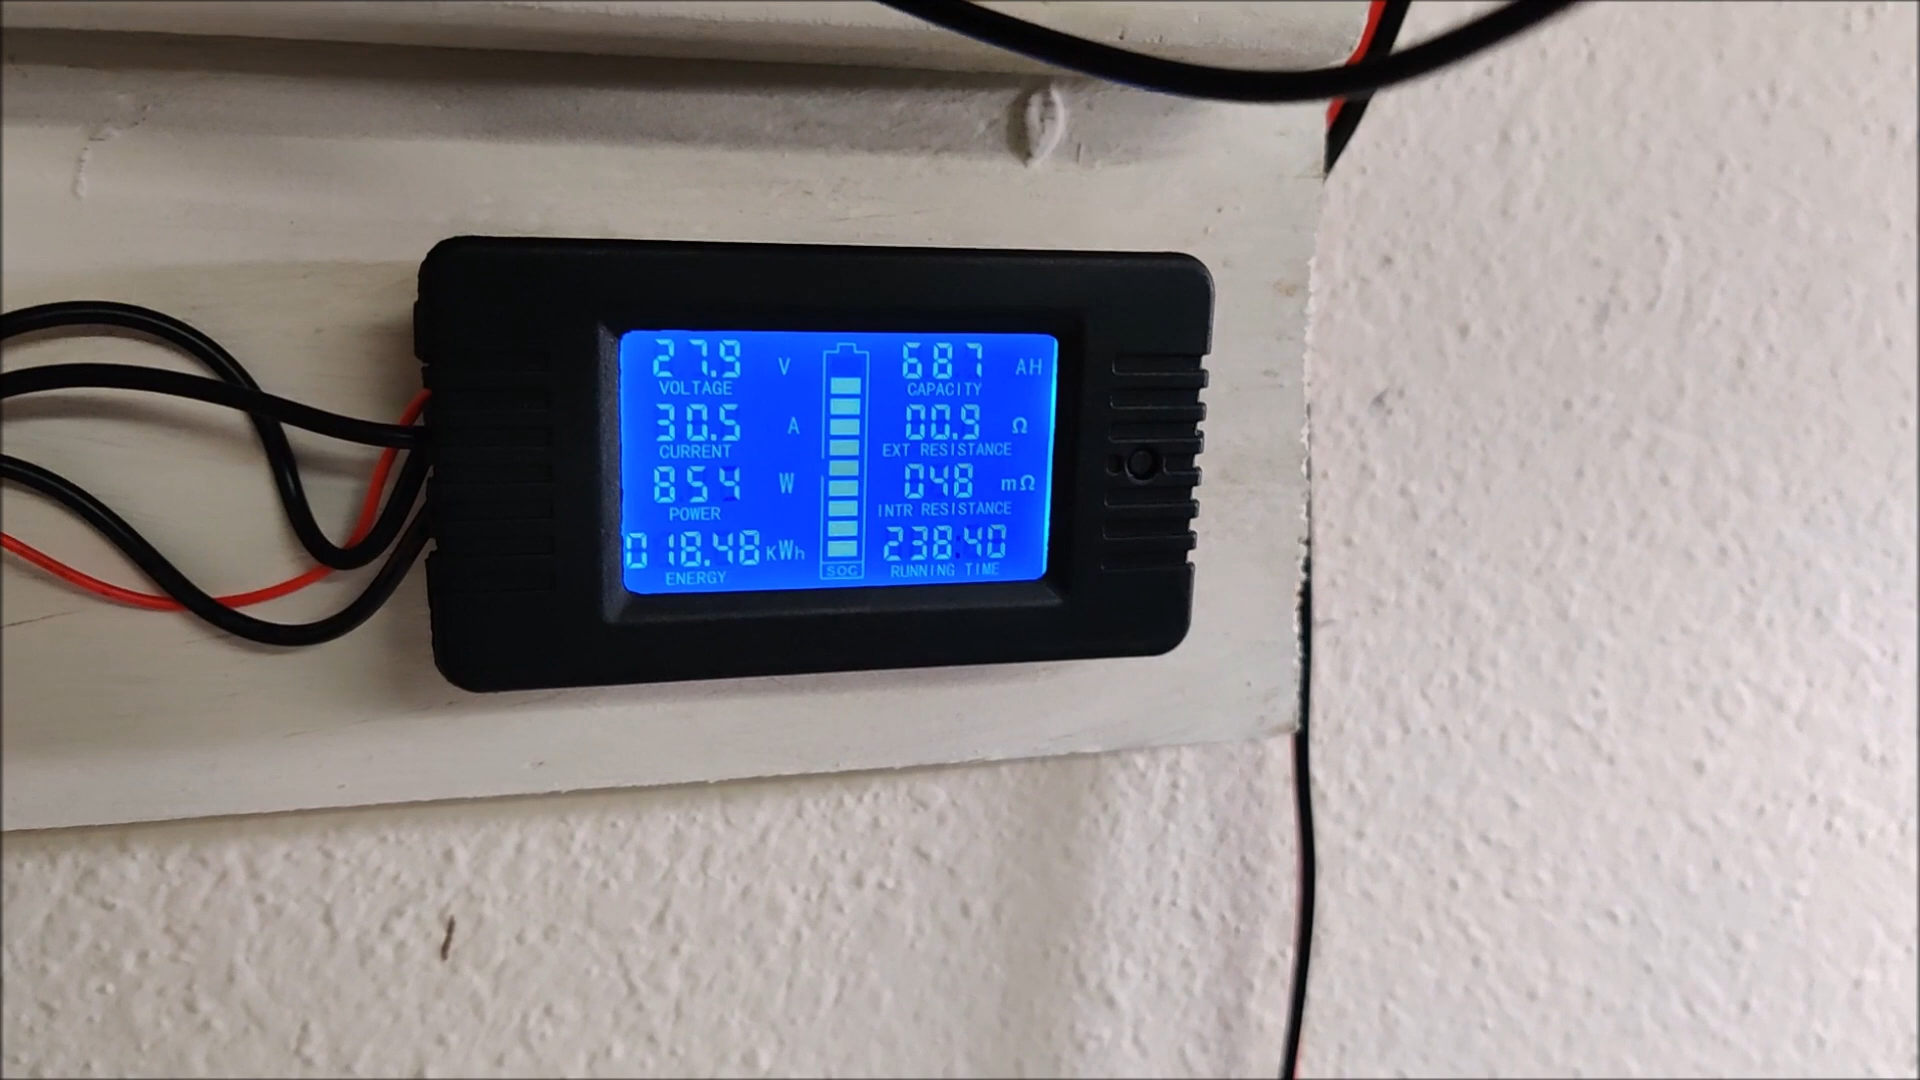 27.9 V 687 AH
VOLTAGE CAPACITY
30.5 A 00.9 Ω
CURRENT EXT RESISTANCE
854 W 048 mΩ
POWER INTR RESISTANCE
018.48 KWh 238:40
ENERGY SOC RUNNING TIME